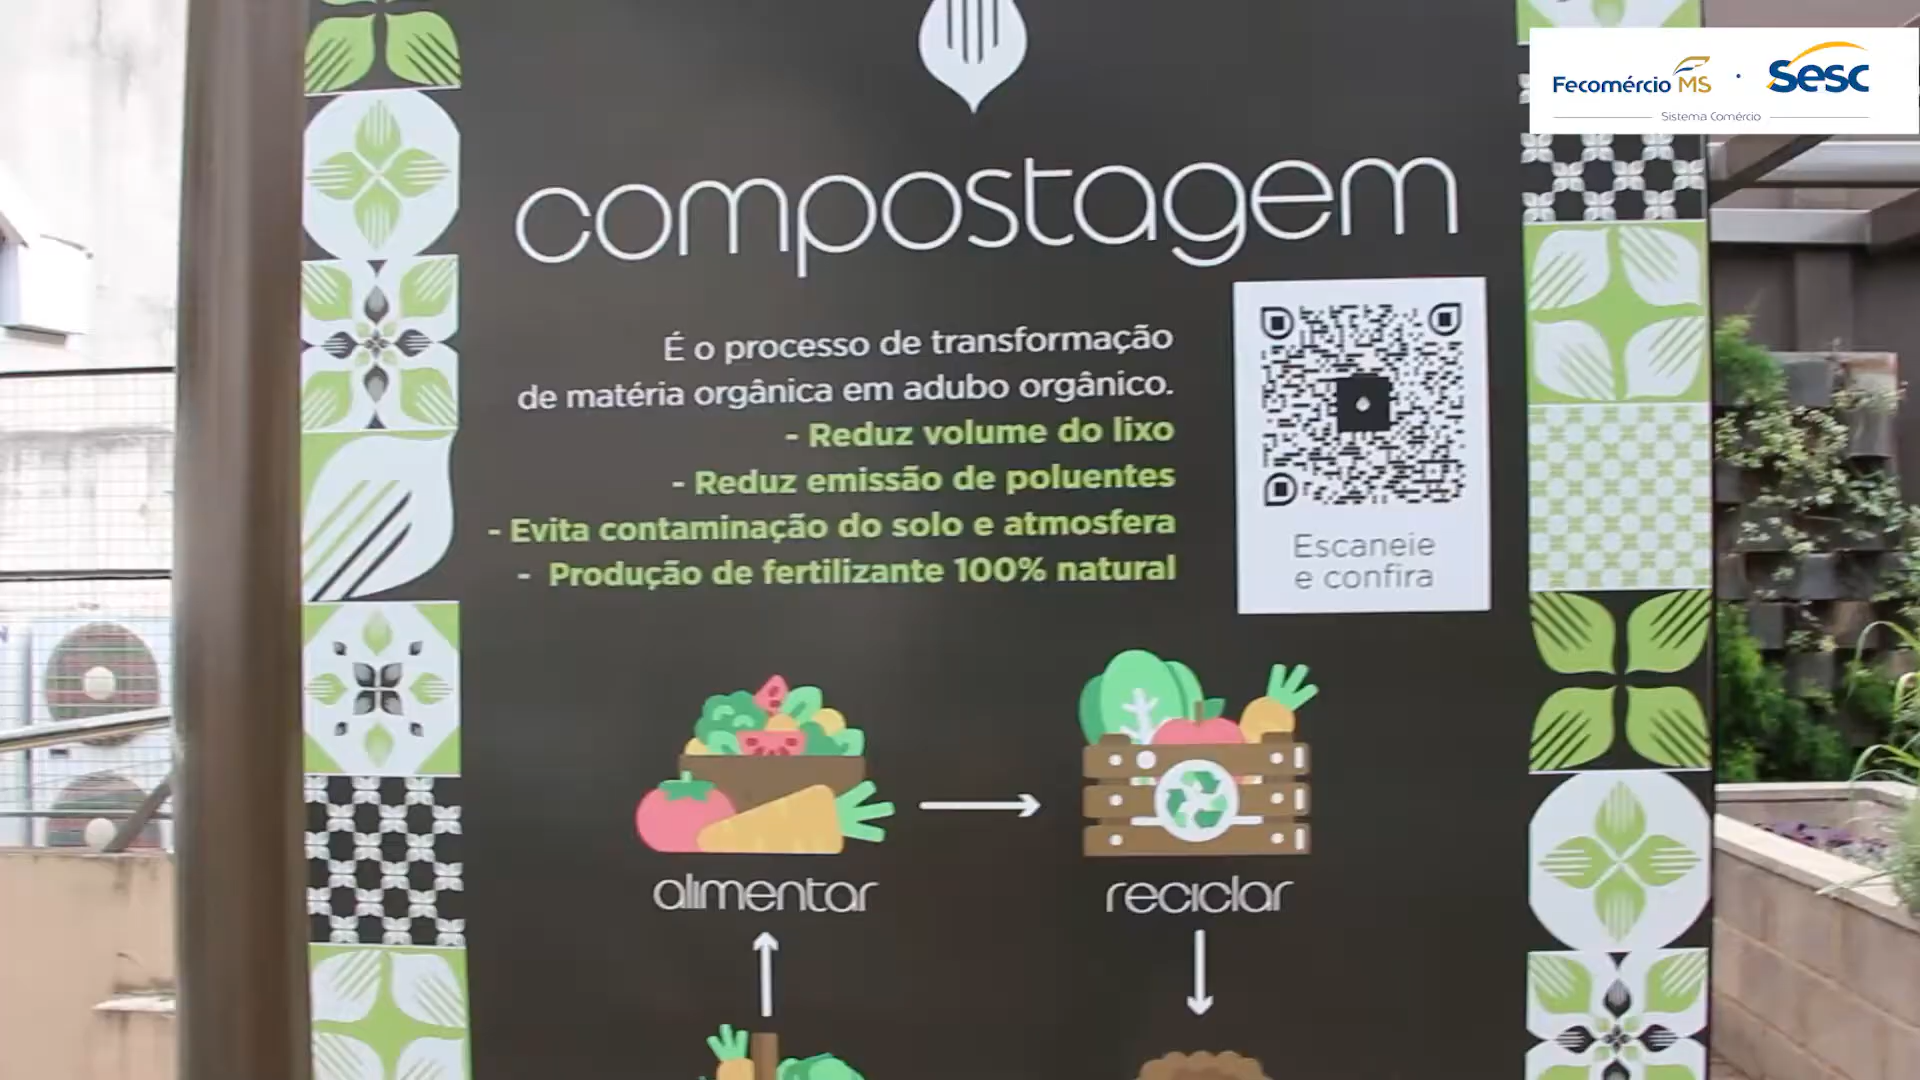 Fecomércio MS · Sesc
Sistema Comércio
compostagem
É o processo de transformação
de matéria orgânica em adubo orgânico.
- Reduz volume do lixo
- Reduz emissão de poluentes
- Evita contaminação do solo e atmosfera
- Produção de fertilizante 100% natural
Escaneie
e confira
alimentar
reciclar